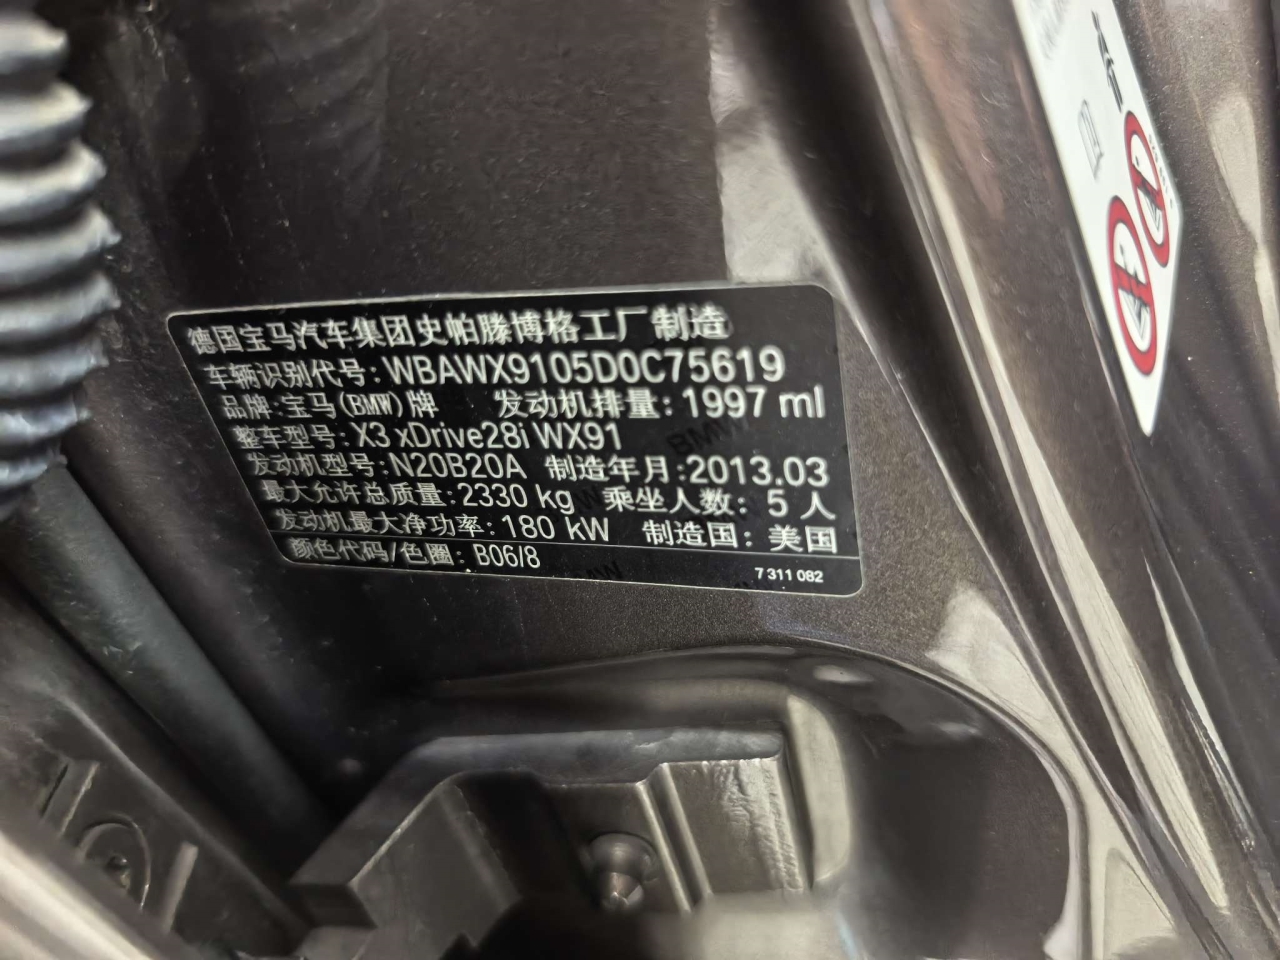 德国宝马汽车集团史帕滕博格工厂制造
车辆识别代号: WBAWX9105D0C75619
品牌: 宝马(BMW)牌 发动机排量: 1997 ml
整车型号: X3 xDrive28i WX91
发动机型号: N20B20A 制造年月: 2013.03
最大允许总质量: 2330 kg 乘坐人数: 5 人
发动机最大净功率: 180 kW 制造国: 美国
颜色代码/色圈: B06/8
7 311 082